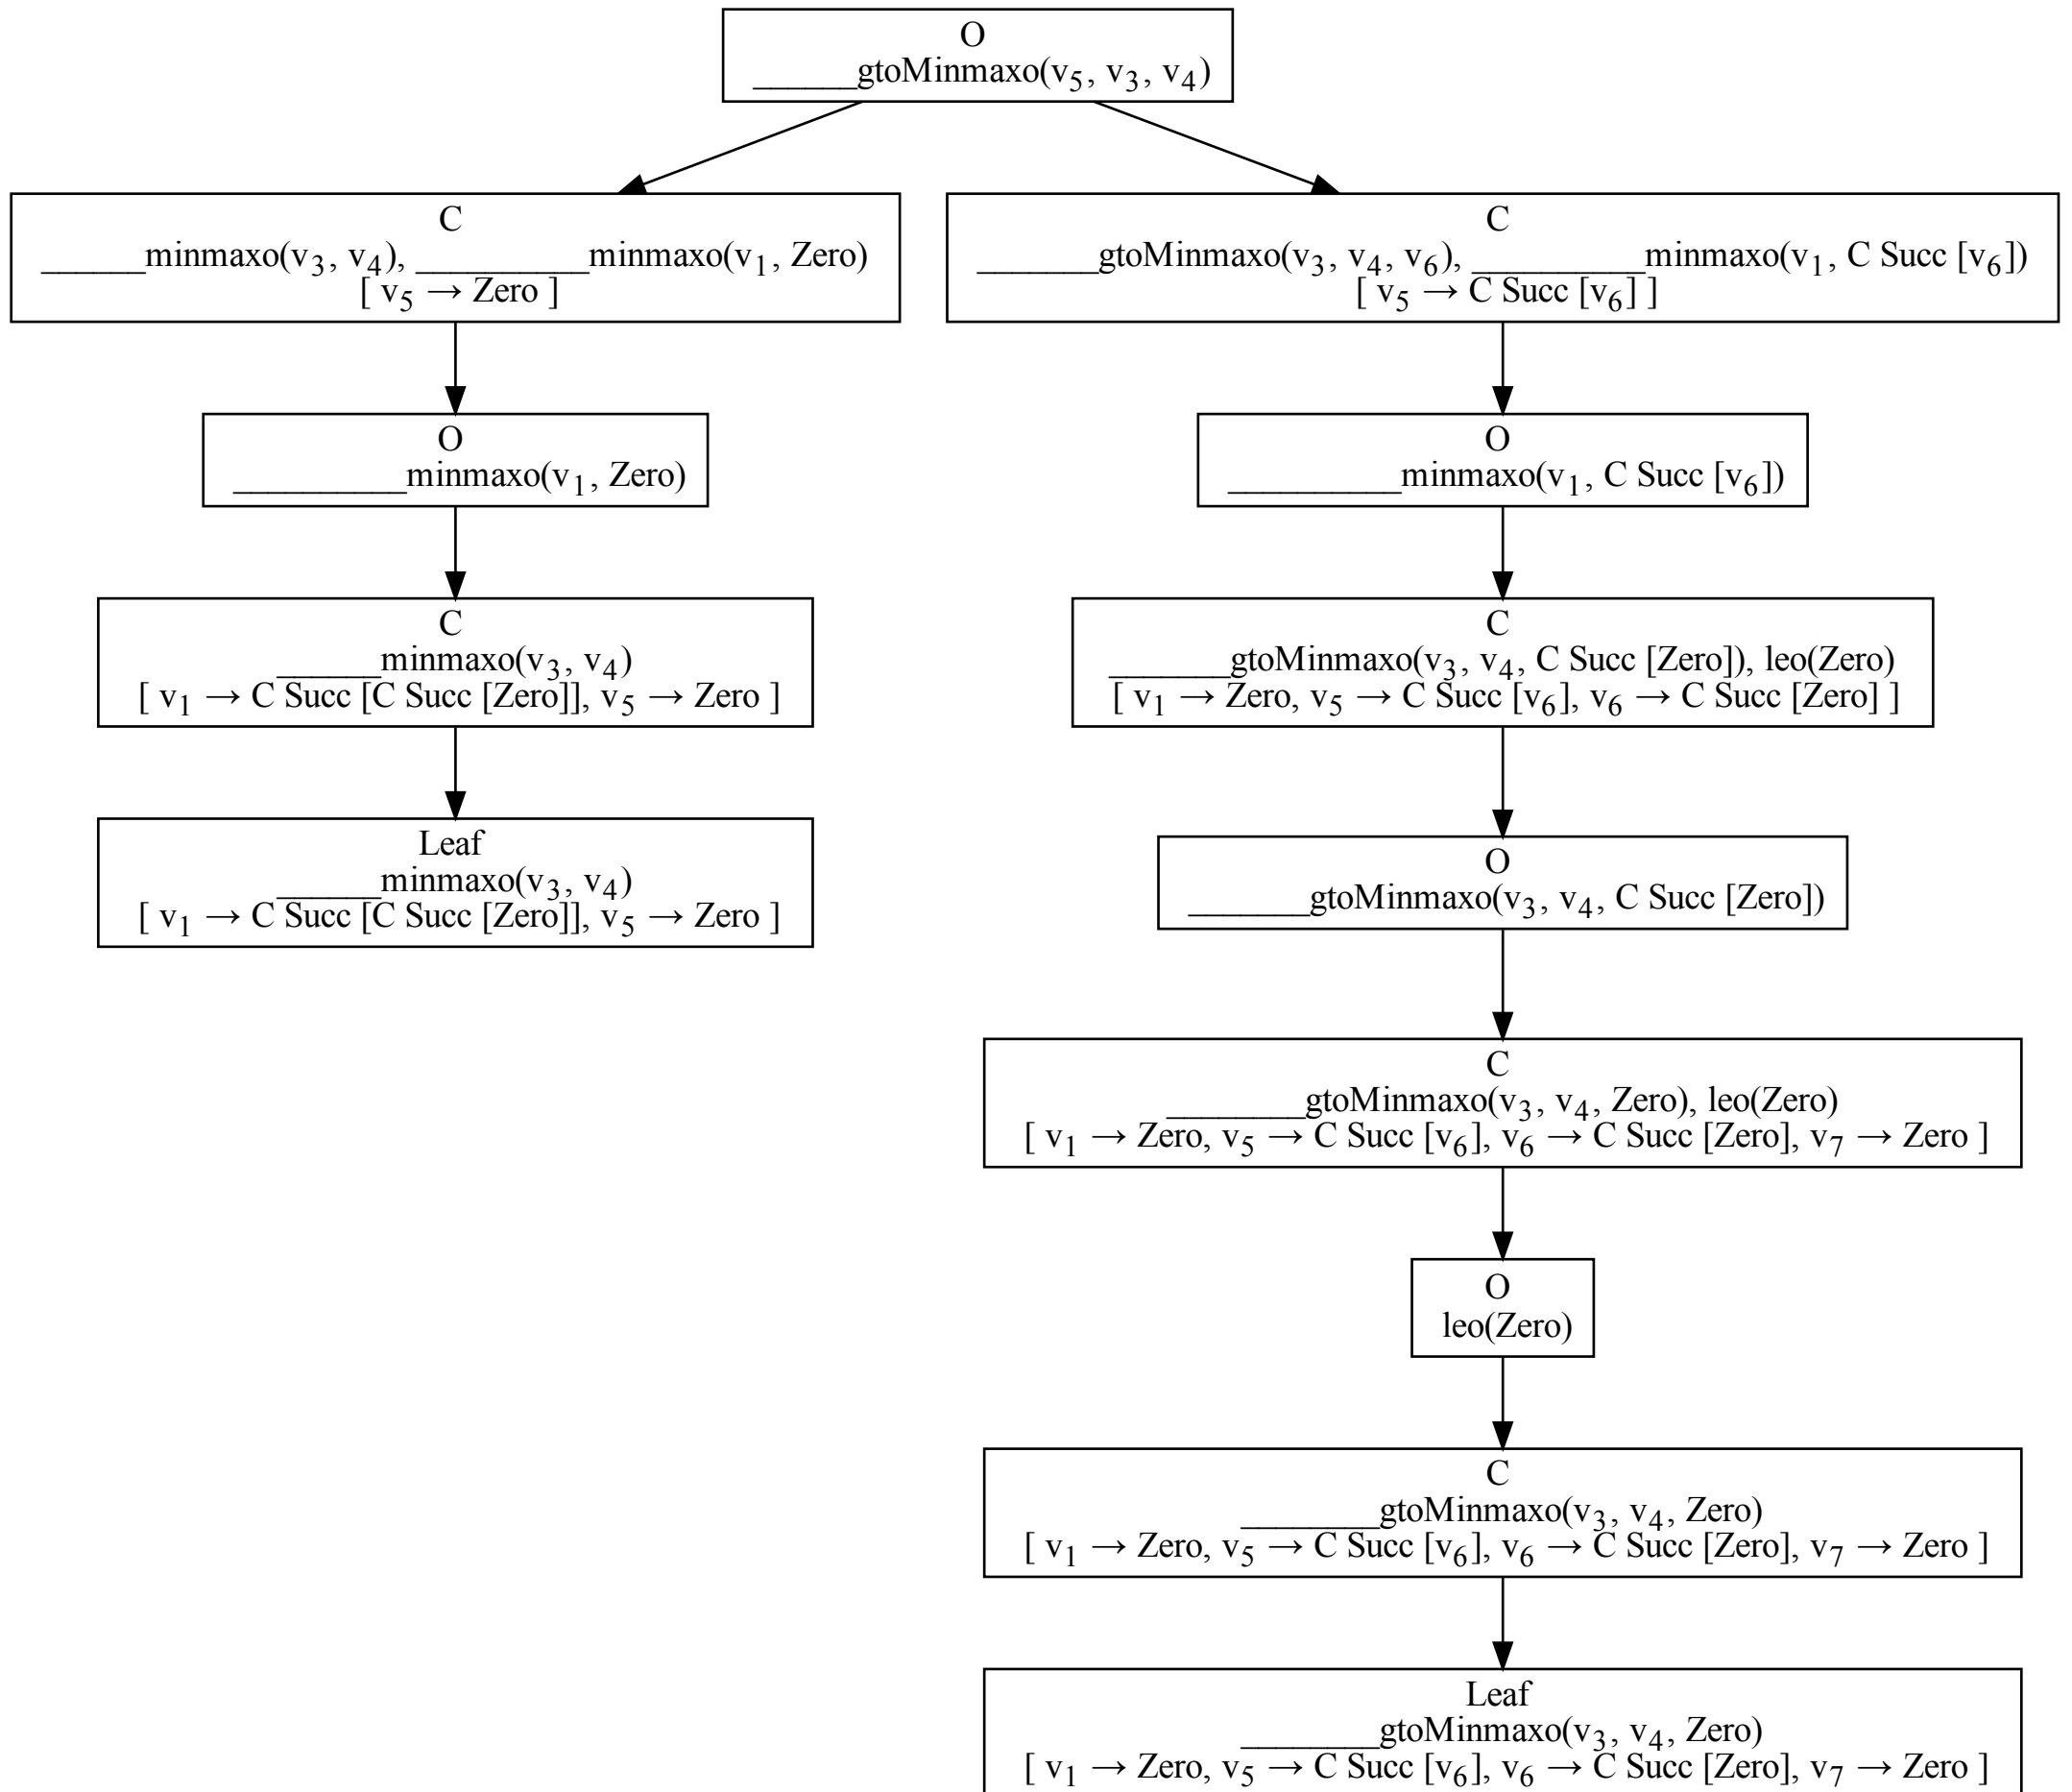 O
______gtoMinmaxo(v5, v3, v4)
C
______minmaxo(v3, v4), __________minmaxo(v1, Zero)
[ v5 → Zero ]
C
_______gtoMinmaxo(v3, v4, v6), __________minmaxo(v1, C Succ [v6])
[ v5 → C Succ [v6] ]
O
__________minmaxo(v1, Zero)
O
__________minmaxo(v1, C Succ [v6])
C
______minmaxo(v3, v4)
[ v1 → C Succ [C Succ [Zero]], v5 → Zero ]
C
_______gtoMinmaxo(v3, v4, C Succ [Zero]), leo(Zero)
[ v1 → Zero, v5 → C Succ [v6], v6 → C Succ [Zero] ]
Leaf
______minmaxo(v3, v4)
[ v1 → C Succ [C Succ [Zero]], v5 → Zero ]
O
_______gtoMinmaxo(v3, v4, C Succ [Zero])
C
________gtoMinmaxo(v3, v4, Zero), leo(Zero)
[ v1 → Zero, v5 → C Succ [v6], v6 → C Succ [Zero], v7 → Zero ]
O
leo(Zero)
C
________gtoMinmaxo(v3, v4, Zero)
[ v1 → Zero, v5 → C Succ [v6], v6 → C Succ [Zero], v7 → Zero ]
Leaf
________gtoMinmaxo(v3, v4, Zero)
[ v1 → Zero, v5 → C Succ [v6], v6 → C Succ [Zero], v7 → Zero ]